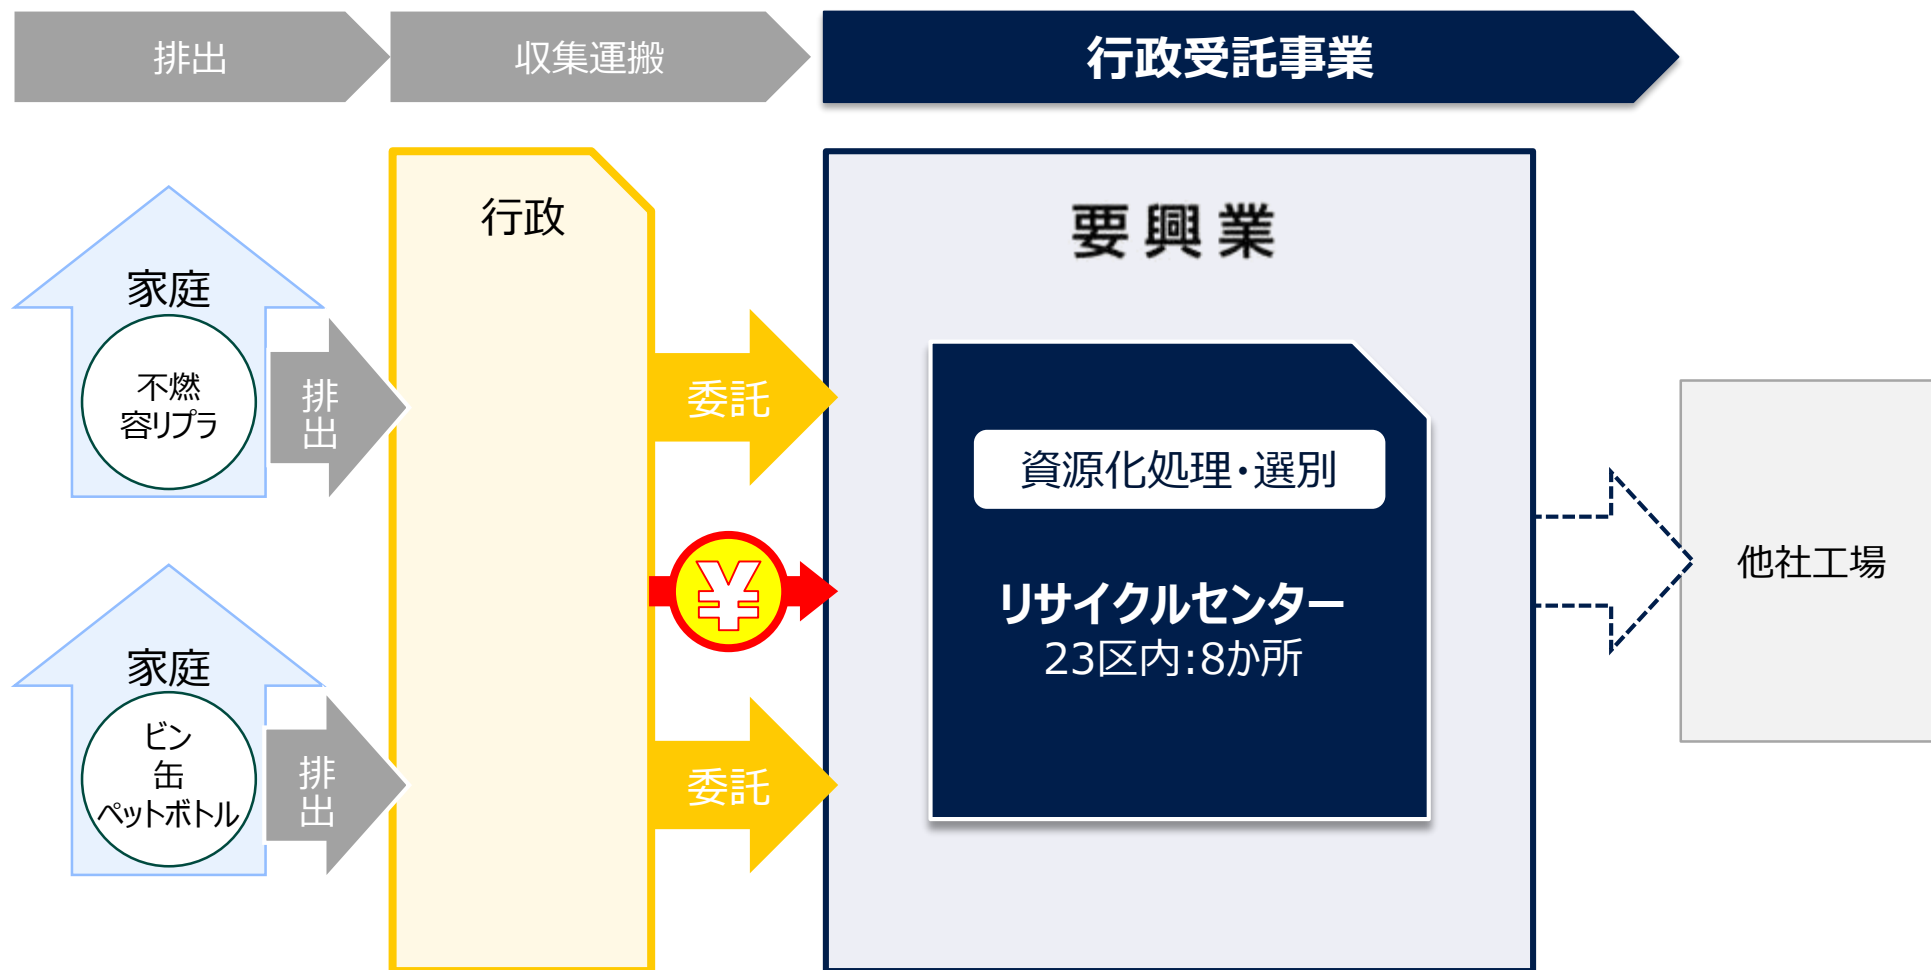 排出
収集運搬
行政受託事業
家庭
不燃
容リプラ
排
出
家庭
ビン
缶
ペットボトル
排
出
行政
委託
¥
委託
要興業
資源化処理・選別
リサイクルセンター
23区内:8か所
他社工場